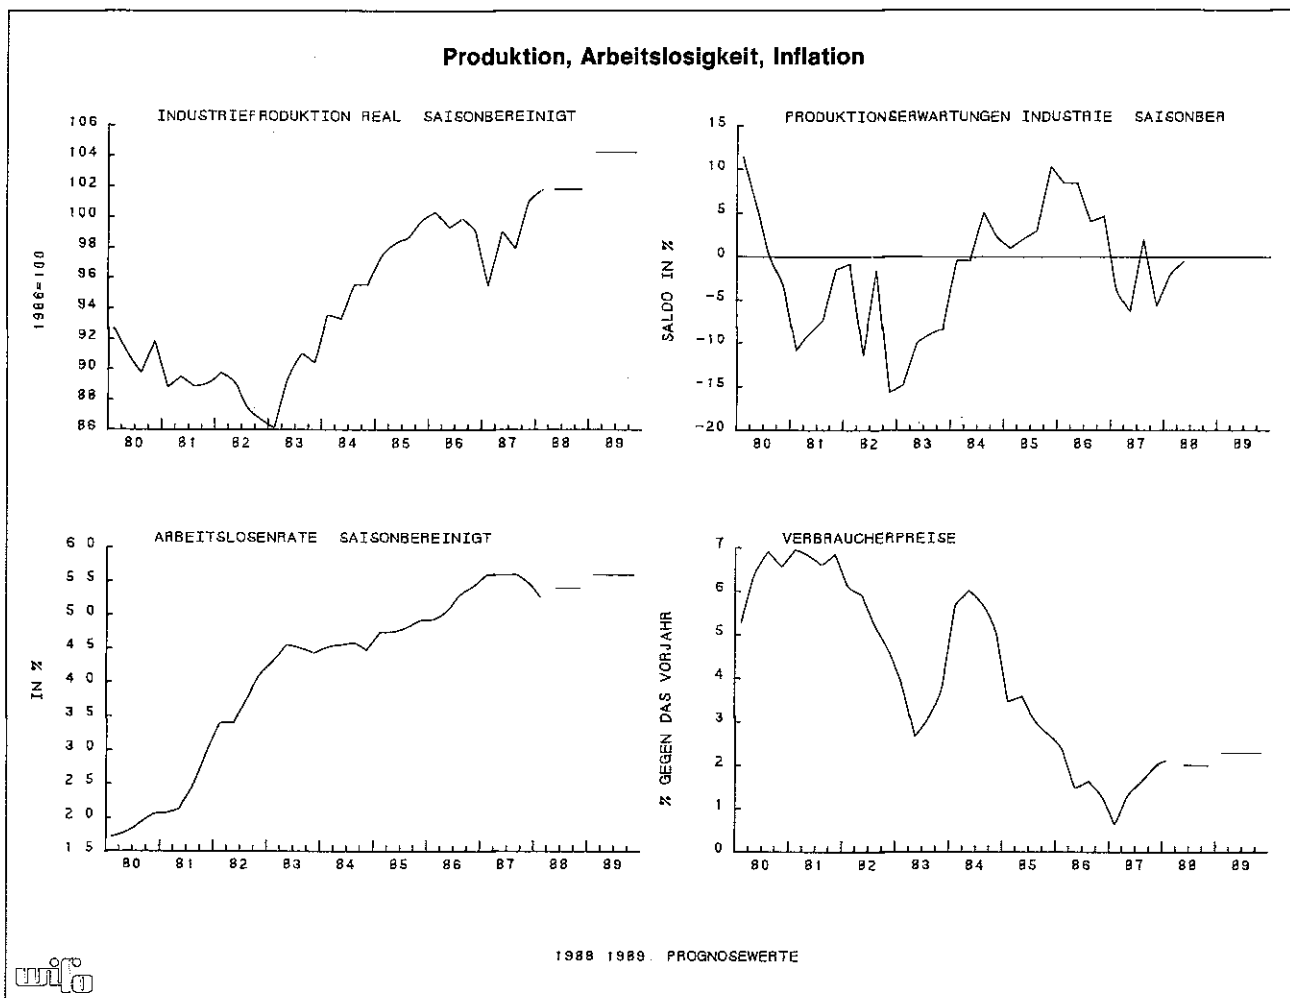 Produktion, Arbeitslosigkeit, Inflation
INDUSTRIEPRODUKTION REAL SAISONBEREINIGT
106
104
102
100
98
96
94
92
90
88
86
1986=100
80 81 82 83 84 85 86 87 88 89
PRODUKTIONSERWARTUNGEN INDUSTRIE SAISONBER
15
10
5
0
-5
-10
-15
-20
SALDO IN %
80 81 82 83 84 85 86 87 88 89
ARBEITSLOSENRATE SAISONBEREINIGT
6 0
5 5
5 0
4 5
4 0
3 5
3 0
2 5
2 0
1 5
IN %
80 81 82 83 84 85 86 87 88 89
VERBRAUCHERPREISE
7
6
5
4
3
2
1
0
% GEGEN DAS VORJAHR
80 81 82 83 84 85 86 87 88 89
1988 1989. PROGNOSEWERTE
wifo